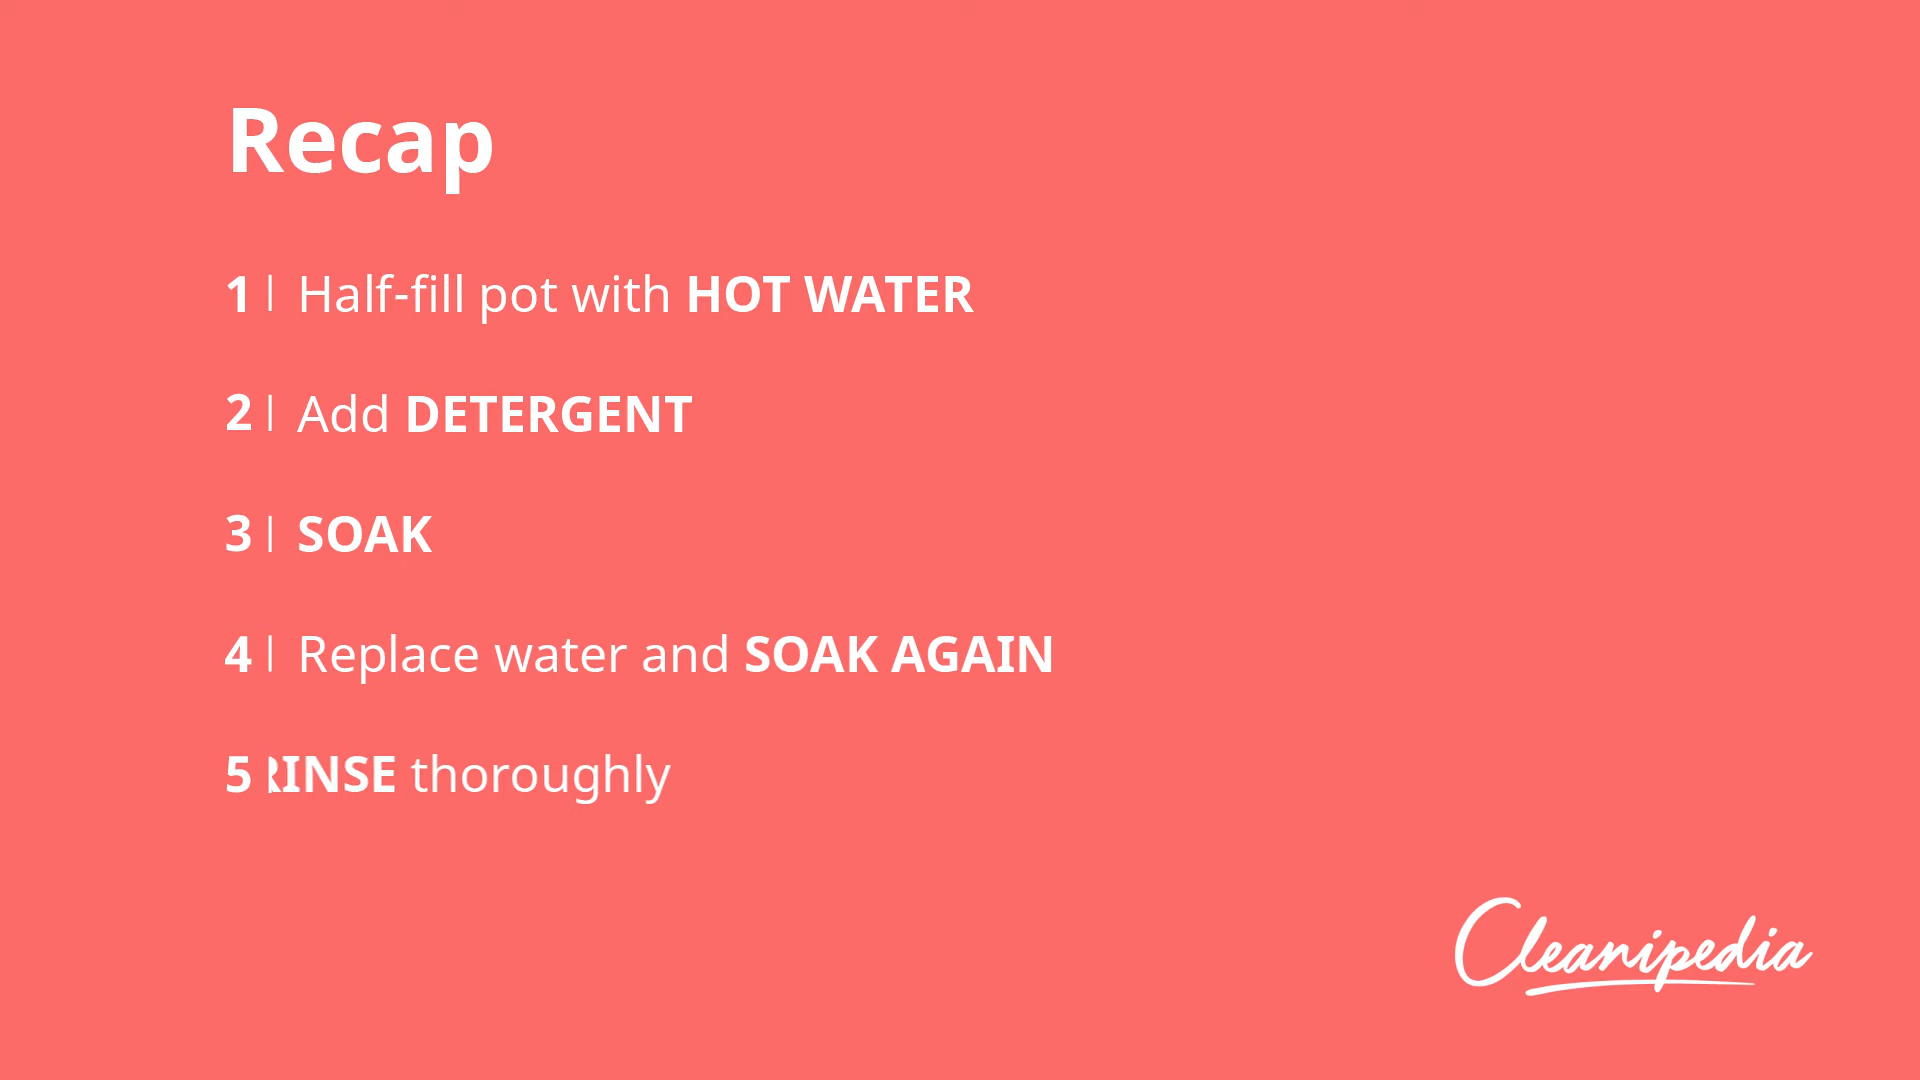 Recap
1 | Half-fill pot with HOT WATER
2 | Add DETERGENT
3 | SOAK
4 | Replace water and SOAK AGAIN
5 RINSE thoroughly
Cleanipedia